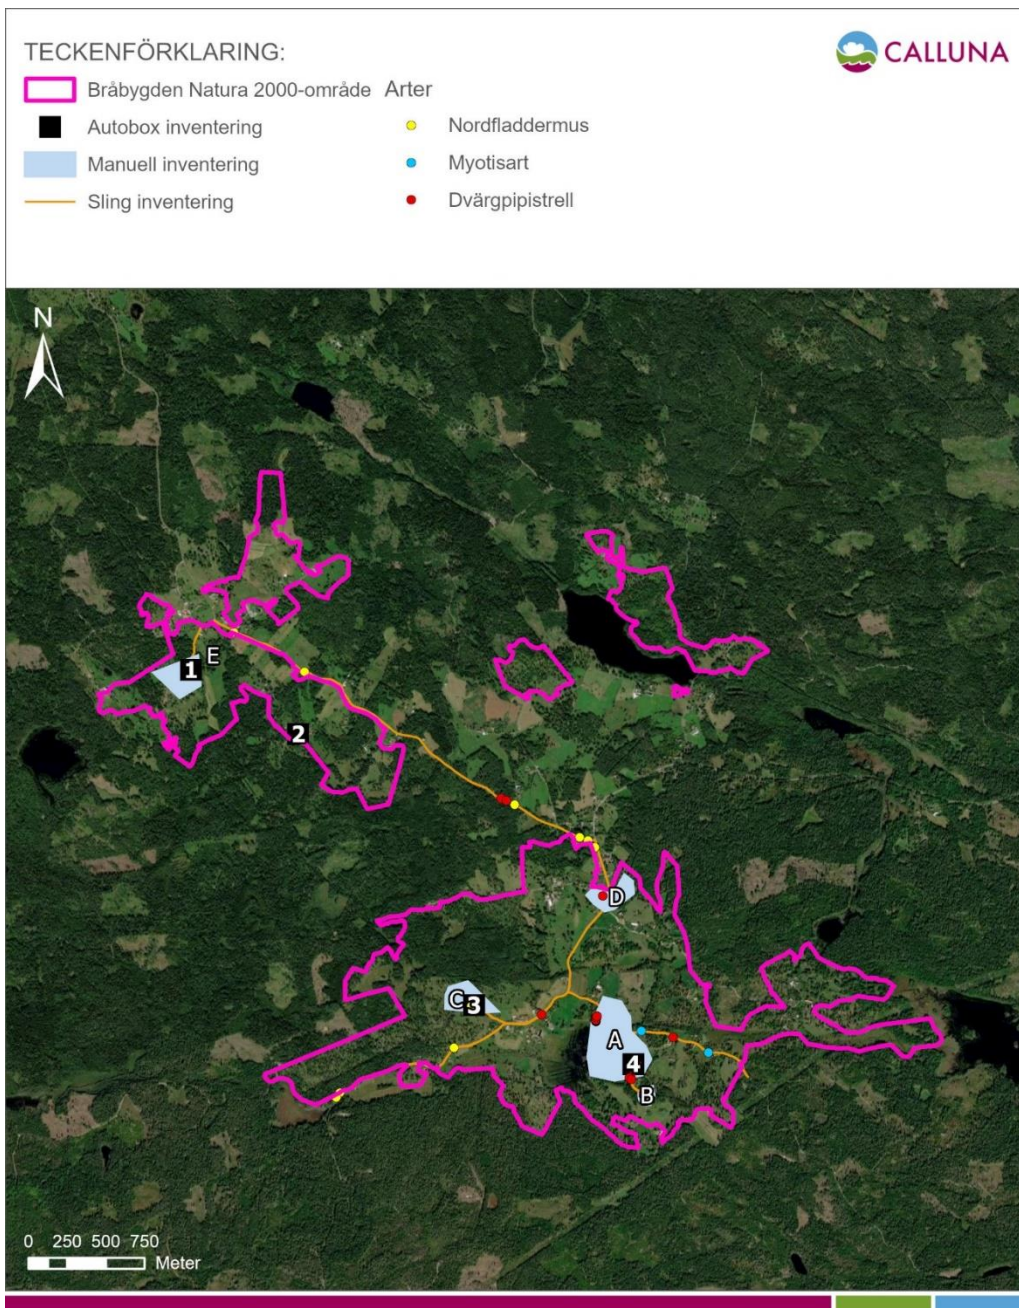 TECKENFÖRKLARING:
CALLUNA
Bråbygden Natura 2000-område Arter
Autobox inventering
Nordfladdermus
Manuell inventering
Myotisart
Sling inventering
Dvärgpipistrell
N
1 E
2
D
C 3
A
4
B
0 250 500 750
Meter